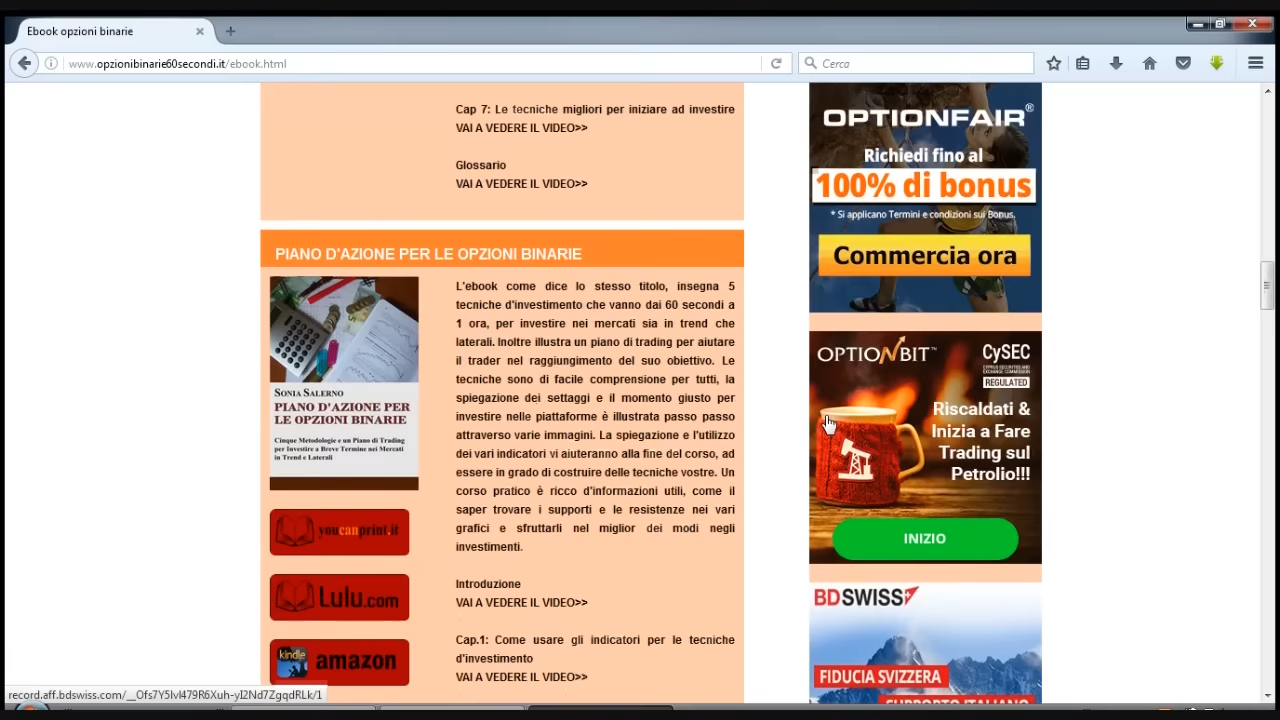 Ebook opzioni binarie
www.opzionibinarie60secondi.it/ebook.html
Cerca
Cap 7: Le tecniche migliori per iniziare ad investire
VAI A VEDERE IL VIDEO>>
Glossario
VAI A VEDERE IL VIDEO>>
PIANO D'AZIONE PER LE OPZIONI BINARIE
SONIA SALERNO
PIANO D'AZIONE PER
LE OPZIONI BINARIE
Cinque Metodologie e un Piano di Trading
per Investire a Breve Termine nei Mercati
in Trend e Laterali
youcanprint.it
Lulu.com
kindle
amazon
L'ebook come dice lo stesso titolo, insegna 5
tecniche d'investimento che vanno dai 60 secondi a
1 ora, per investire nei mercati sia in trend che
laterali. Inoltre illustra un piano di trading per aiutare
il trader nel raggiungimento del suo obiettivo. Le
tecniche sono di facile comprensione per tutti, la
spiegazione dei settaggi e il momento giusto per
investire nelle piattaforme è illustrata passo passo
attraverso varie immagini. La spiegazione e l'utilizzo
dei vari indicatori vi aiuteranno alla fine del corso, ad
essere in grado di costruire delle tecniche vostre. Un
corso pratico è ricco d'informazioni utili, come il
saper trovare i supporti e le resistenze nei vari
grafici e sfruttarli nel miglior dei modi negli
investimenti.
Introduzione
VAI A VEDERE IL VIDEO>>
Cap.1: Come usare gli indicatori per le tecniche
d'investimento
VAI A VEDERE IL VIDEO>>
OPTIONFAIR®
Richiedi fino al
100% di bonus
* Si applicano Termini e condizioni sui Bonus.
Commercia ora
OPTIONBIT™
CySEC
CYPRUS SECURITIES AND
EXCHANGE COMMISSION
REGULATED
Riscaldati &
Inizia a Fare
Trading sul
Petrolio!!!
INIZIO
BDSWISS
FIDUCIA SVIZZERA
SUPPORTO ITALIANO